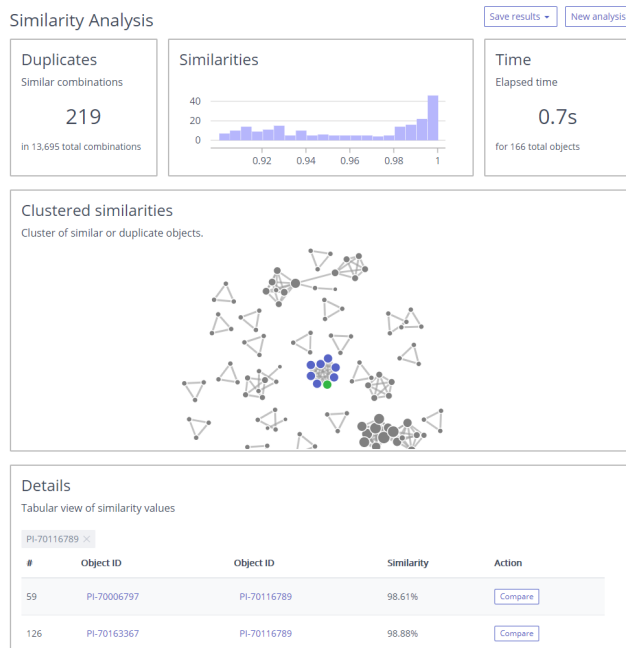 Similarity Analysis
Save results
New analysis
Duplicates
Similar combinations
219
in 13,695 total combinations
Similarities
40
20
0
0.92 0.94 0.96 0.98 1
Time
Elapsed time
0.7s
for 166 total objects
Clustered similarities
Cluster of similar or duplicate objects.
Details
Tabular view of similarity values
PI-70116789 ×
# Object ID Object ID Similarity Action
59 PI-70006797 PI-70116789 98.61% Compare
126 PI-70163367 PI-70116789 98.88% Compare